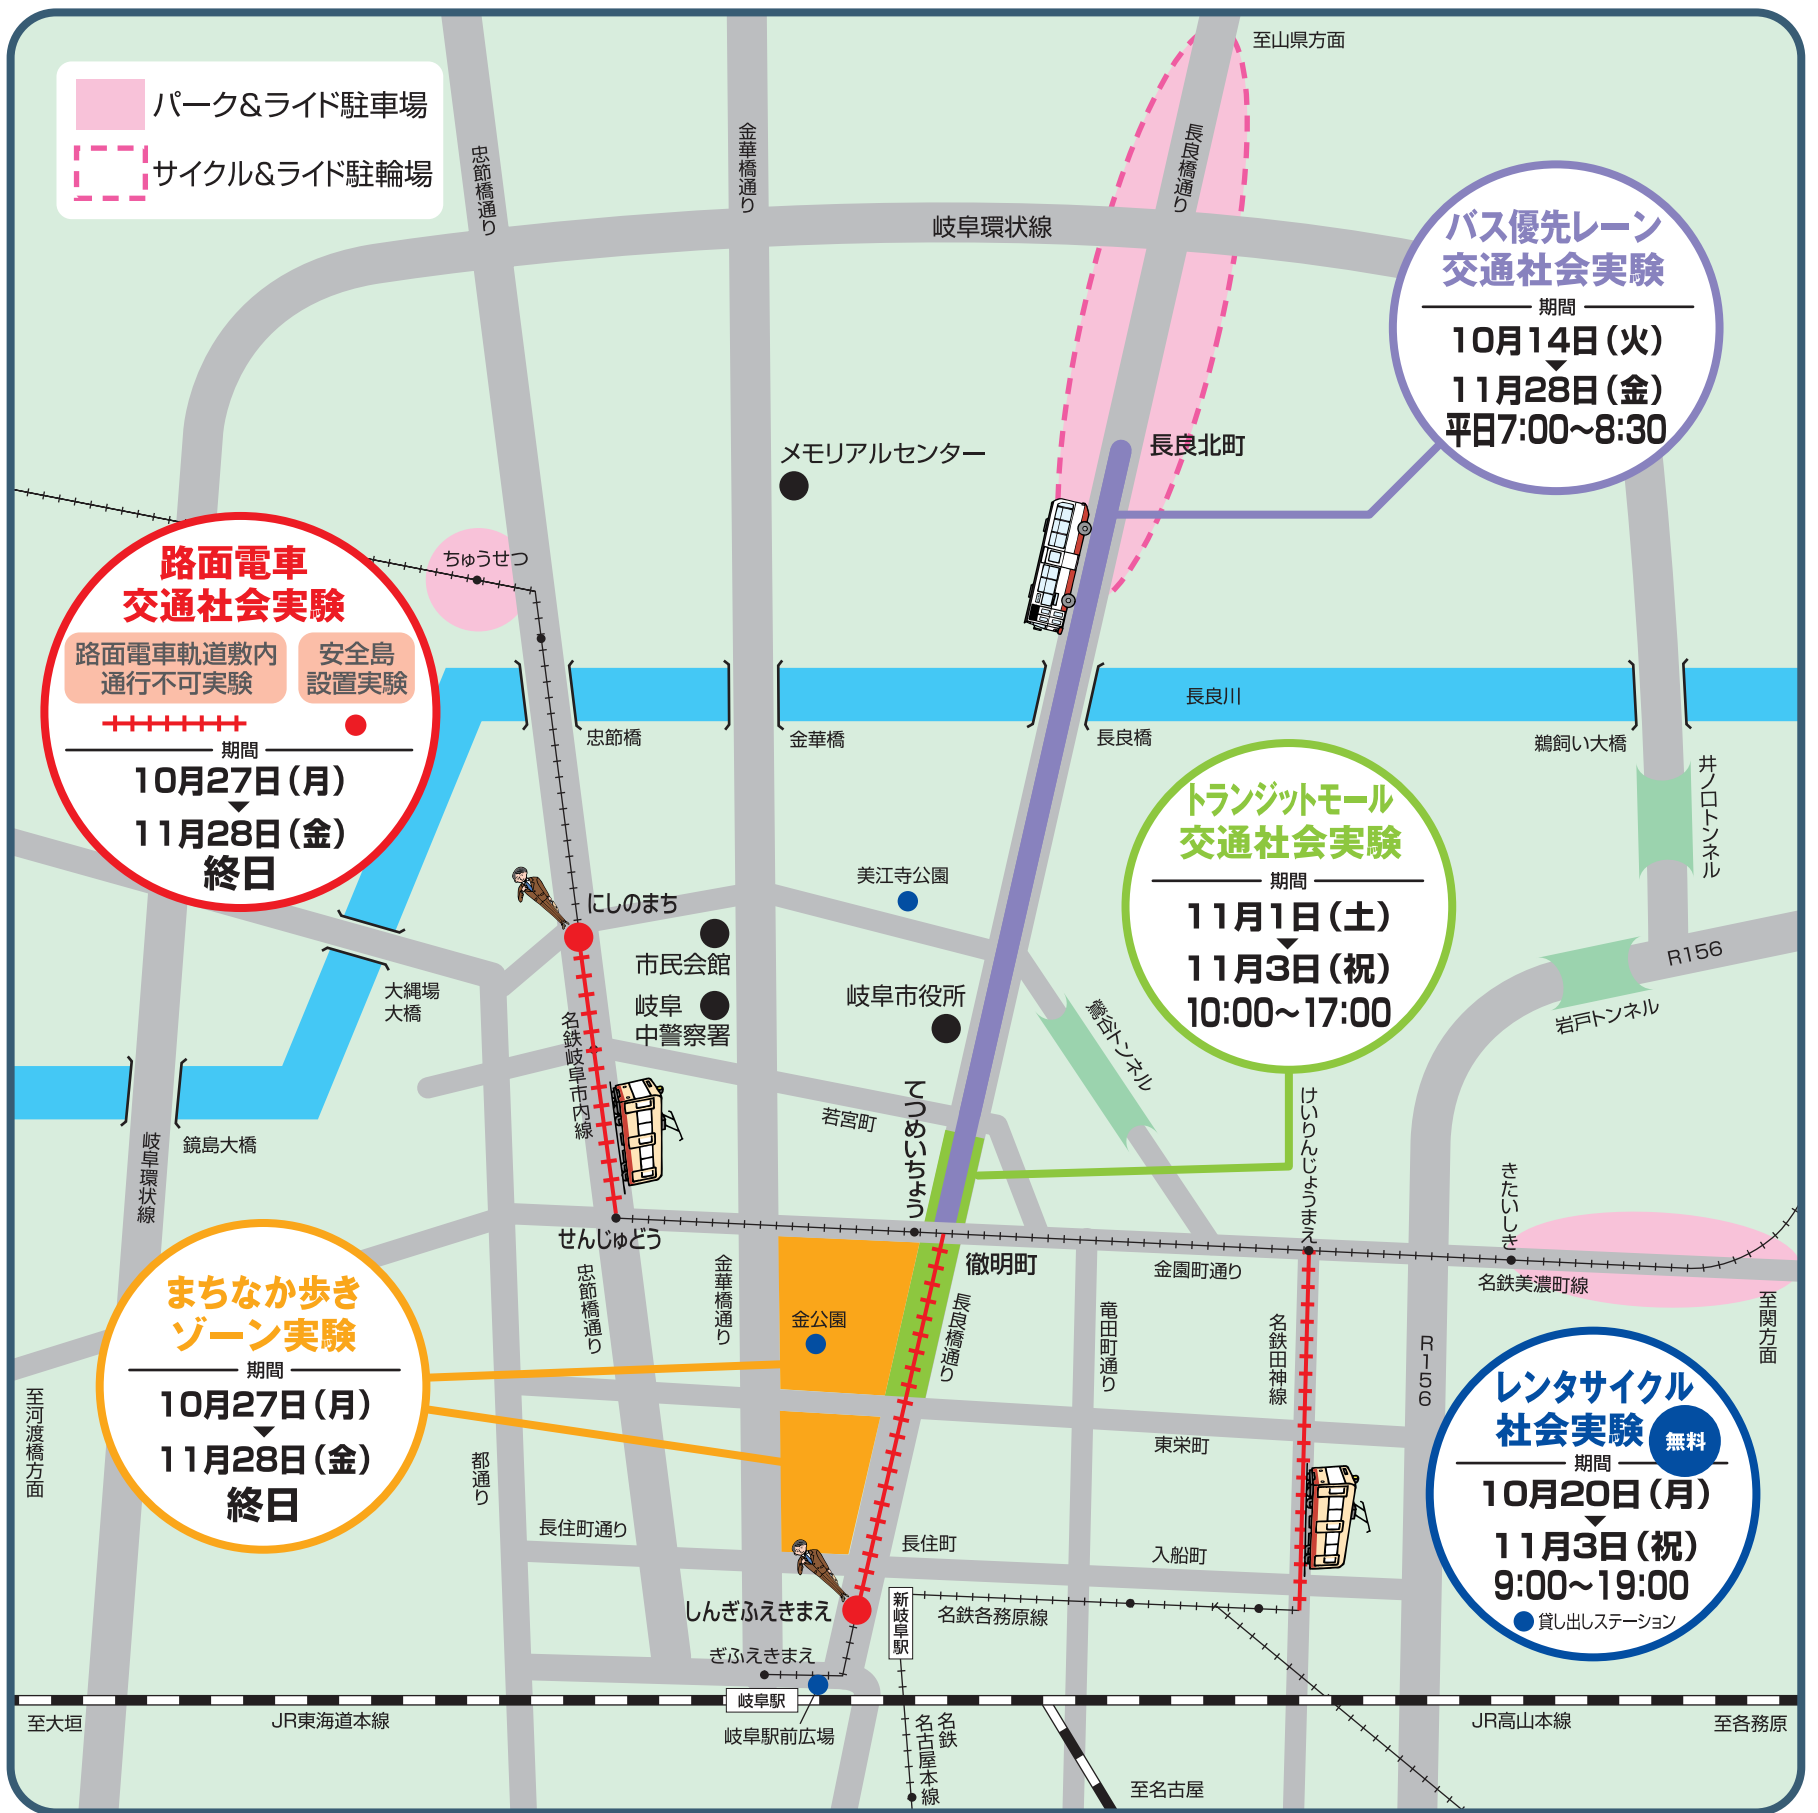 至山県方面
パーク&ライド駐車場
サイクル&ライド駐輪場
忠節橋通り
金華橋通り
長良橋通り
岐阜環状線
バス優先レーン
交通社会実験
期間
10月14日（火）
11月28日（金）
平日7:00～8:30
メモリアルセンター
長良北町
ちゅうせつ
路面電車
交通社会実験
路面電車軌道敷内
通行不可実験
安全島
設置実験
期間
10月27日（月）
11月28日（金）
終日
長良川
忠節橋
金華橋
長良橋
鵜飼い大橋
井ノ口トンネル
トランジットモール
交通社会実験
期間
11月1日（土）
11月3日（祝）
10:00～17:00
美江寺公園
にしのまち
市民会館
岐阜
中警察署
岐阜市役所
大縄場
大橋
R156
岩戸トンネル
鶯谷トンネル
名鉄岐阜市内線
若宮町
てつめいちょう
けいりんじょうまえ
きたいしき
鏡島大橋
岐阜環状線
せんじゅどう
徹明町
金園町通り
名鉄美濃町線
至関方面
まちなか歩き
ゾーン実験
期間
10月27日（月）
11月28日（金）
終日
忠節橋通り
金華橋通り
金公園
長良橋通り
竜田町通り
名鉄田神線
R156
レンタサイクル
社会実験
無料
期間
10月20日（月）
11月3日（祝）
9:00～19:00
貸し出しステーション
至河渡橋方面
都通り
東栄町
長住町通り
長住町
入船町
しんぎふえきまえ
新岐阜駅
名鉄各務原線
ぎふえきまえ
岐阜駅
至大垣
JR東海道本線
岐阜駅前広場
名鉄
名古屋本線
JR高山本線
至各務原
至名古屋